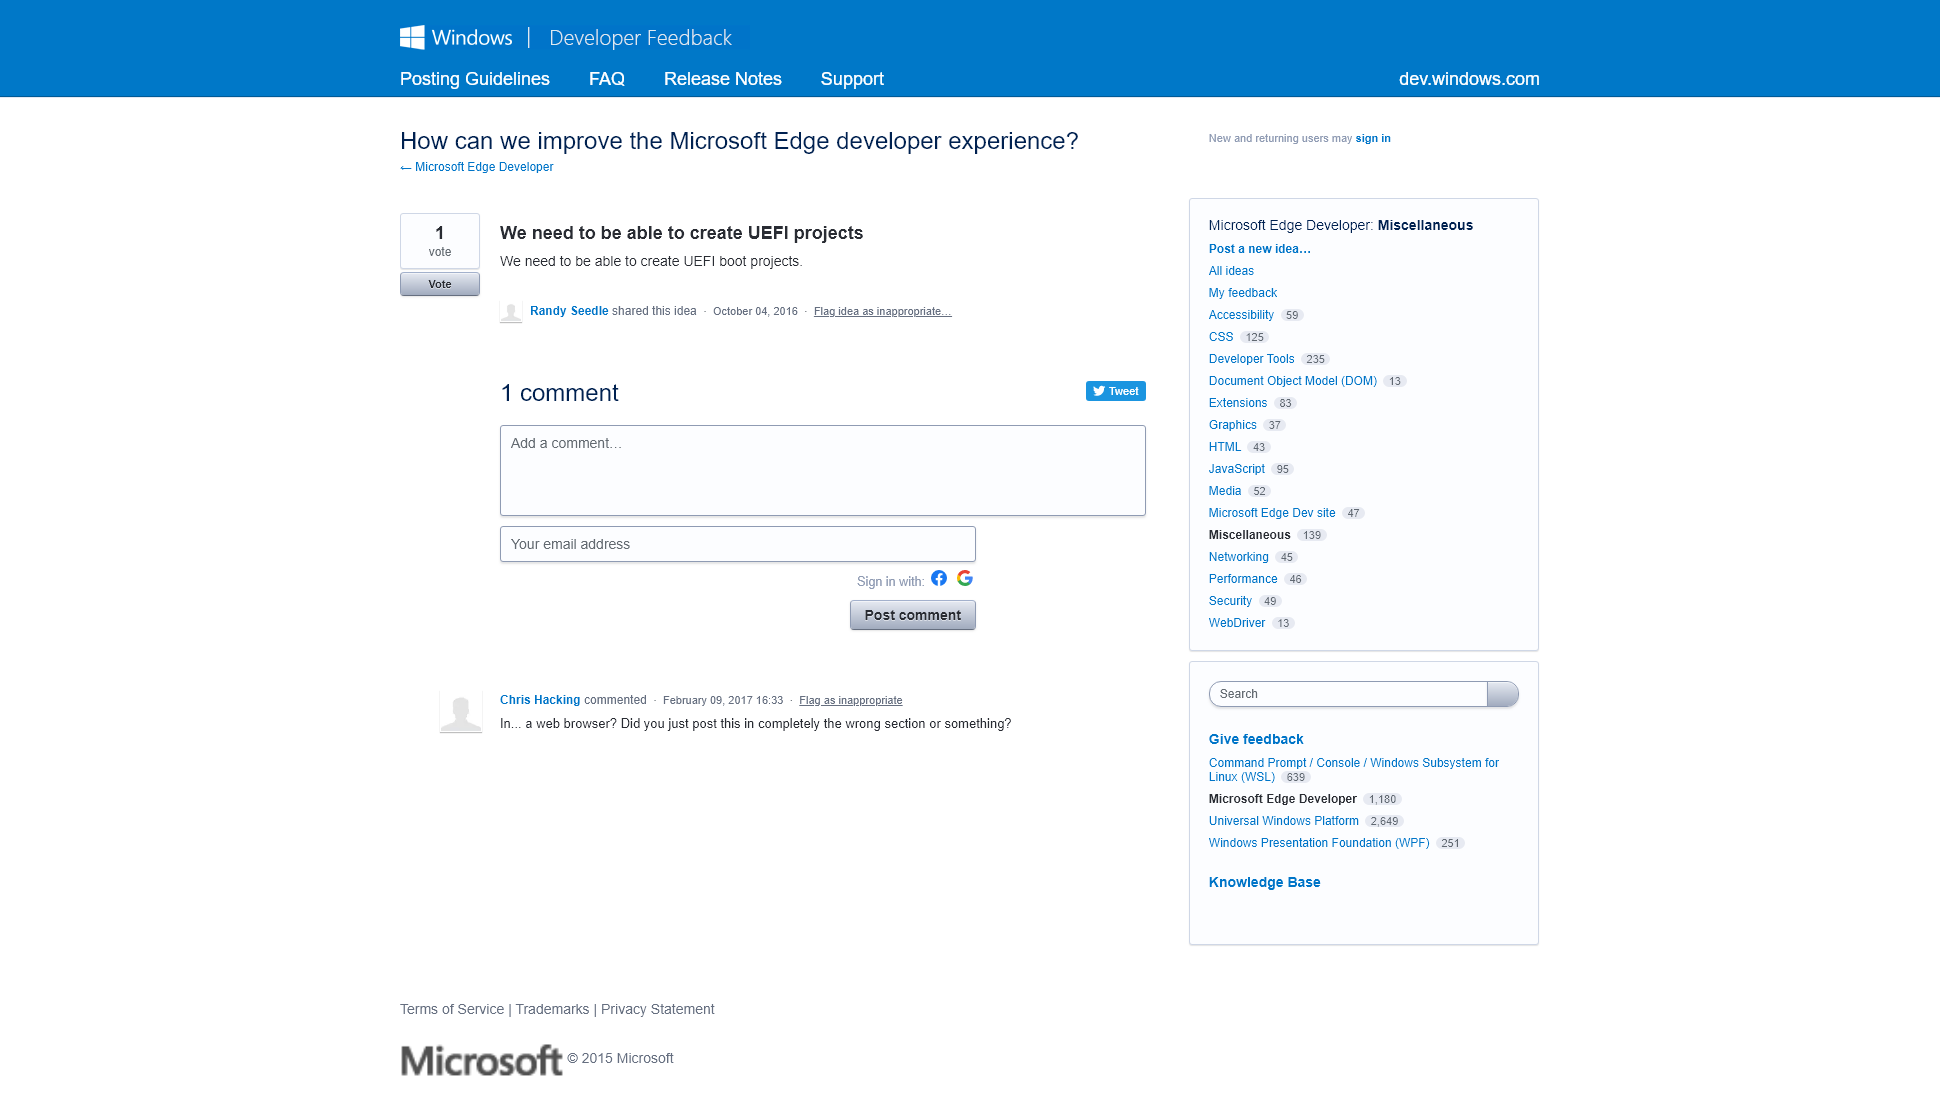 Windows | Developer Feedback
Posting Guidelines FAQ Release Notes Support dev.windows.com
How can we improve the Microsoft Edge developer experience?
← Microsoft Edge Developer
New and returning users may sign in
1
vote
Vote
We need to be able to create UEFI projects
We need to be able to create UEFI boot projects.
Randy Seedle shared this idea · October 04, 2016 · Flag idea as inappropriate…
1 comment
Tweet
Add a comment…
Your email address
Sign in with:
Post comment
Chris Hacking commented · February 09, 2017 16:33 · Flag as inappropriate
In... a web browser? Did you just post this in completely the wrong section or something?
Microsoft Edge Developer: Miscellaneous
Post a new idea…
All ideas
My feedback
Accessibility 59
CSS 125
Developer Tools 235
Document Object Model (DOM) 13
Extensions 83
Graphics 37
HTML 43
JavaScript 95
Media 52
Microsoft Edge Dev site 47
Miscellaneous 139
Networking 45
Performance 46
Security 49
WebDriver 13
Search
Give feedback
Command Prompt / Console / Windows Subsystem for
Linux (WSL) 639
Microsoft Edge Developer 1,180
Universal Windows Platform 2,649
Windows Presentation Foundation (WPF) 251
Knowledge Base
Terms of Service | Trademarks | Privacy Statement
Microsoft © 2015 Microsoft